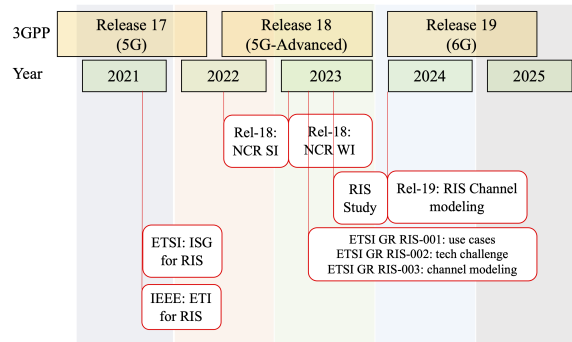 3GPP
Release 17
(5G)
Release 18
(5G-Advanced)
Release 19
(6G)
Year
2021
2022
2023
2024
2025
Rel-18:
NCR SI
Rel-18:
NCR WI
RIS
Study
Rel-19: RIS Channel
modeling
ETSI: ISG
for RIS
ETSI GR RIS-001: use cases
ETSI GR RIS-002: tech challenge
ETSI GR RIS-003: channel modeling
IEEE: ETI
for RIS